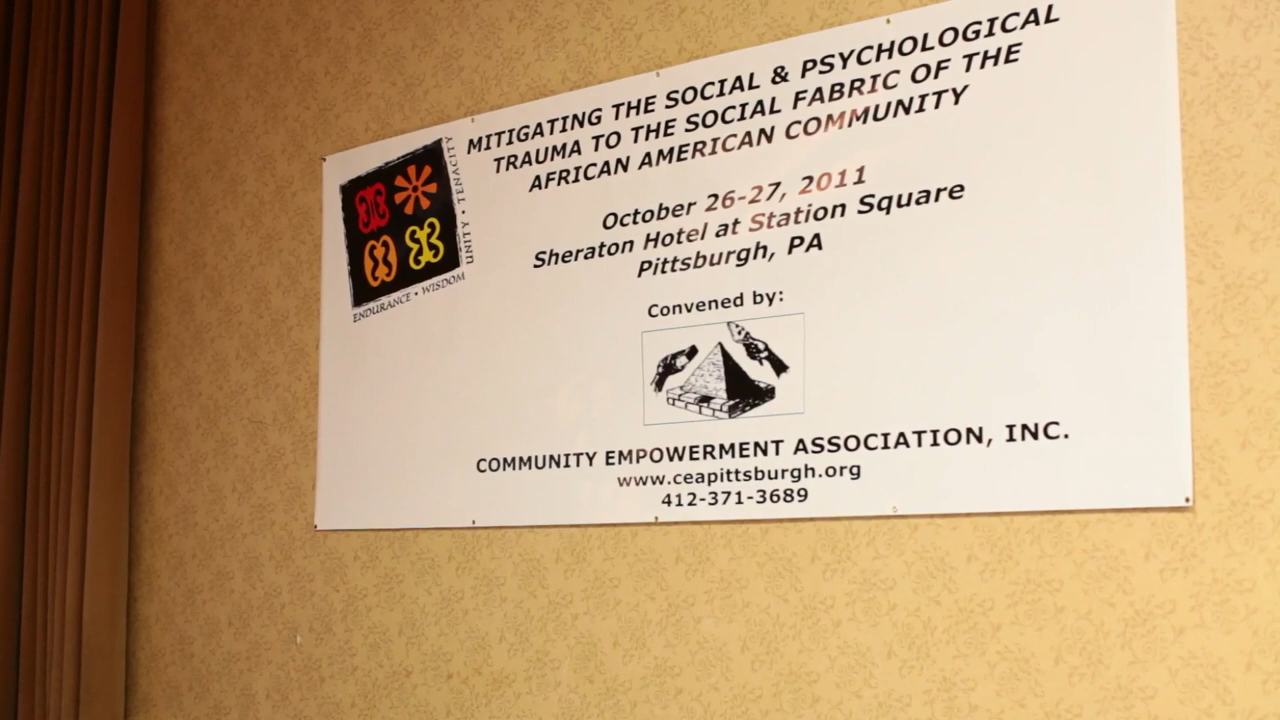 MITIGATING THE SOCIAL & PSYCHOLOGICAL
TRAUMA TO THE SOCIAL FABRIC OF THE
AFRICAN AMERICAN COMMUNITY
UNITY • TENACITY
ENDURANCE • WISDOM
October 26-27, 2011
Sheraton Hotel at Station Square
Pittsburgh, PA
Convened by:
COMMUNITY EMPOWERMENT ASSOCIATION, INC.
www.ceapittsburgh.org
412-371-3689